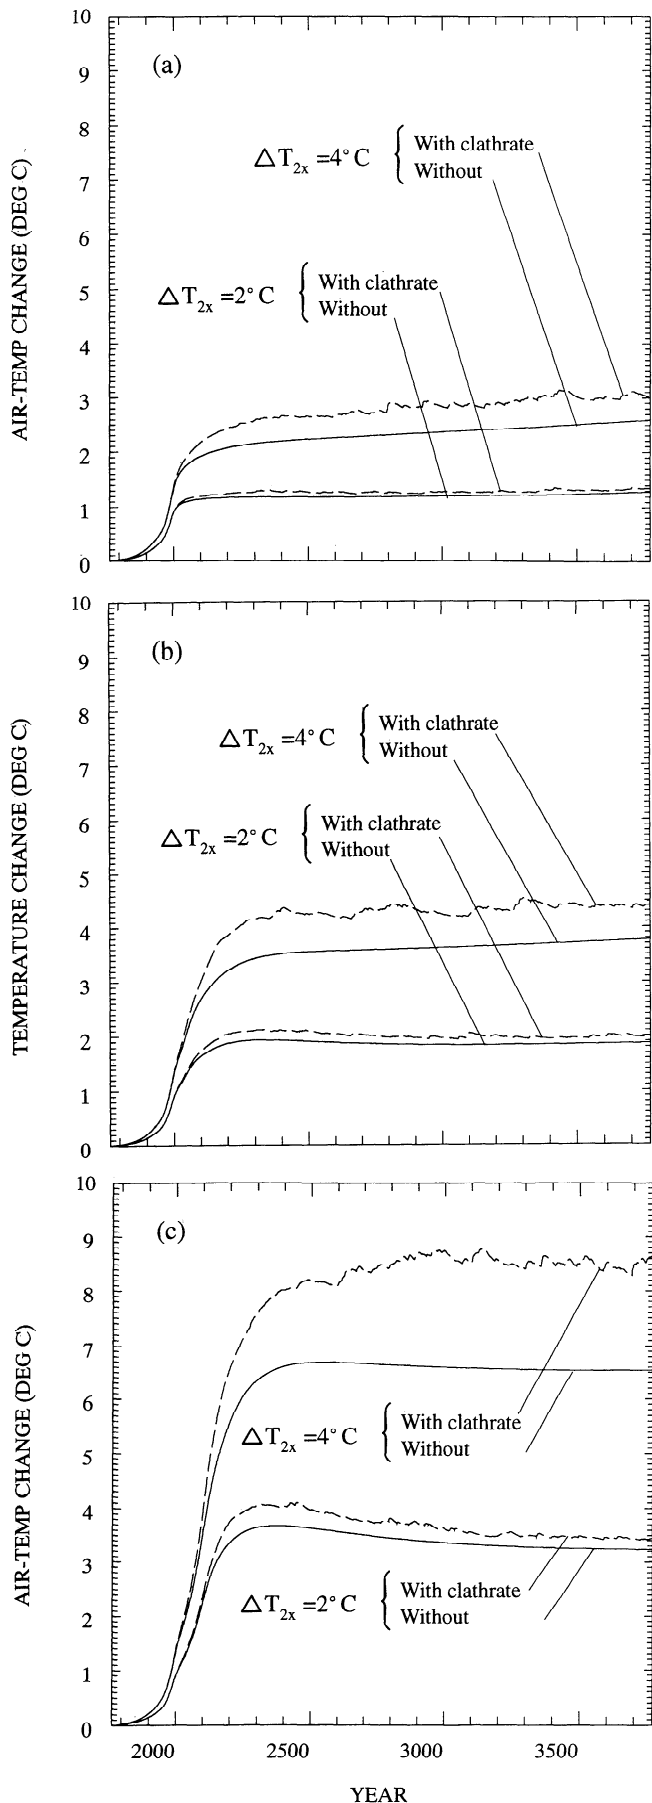 10
(a)
9
8
ΔT2x =4° C { With clathrate
Without
7
6
ΔT2x =2° C { With clathrate
Without
5
4
3
2
1
0
AIR-TEMP CHANGE (DEG C)
10
(b)
9
8
ΔT2x =4° C { With clathrate
Without
7
6
ΔT2x =2° C { With clathrate
Without
5
4
3
2
1
0
TEMPERATURE CHANGE (DEG C)
10
(c)
9
8
7
6
ΔT2x =4° C { With clathrate
Without
5
4
3
ΔT2x =2° C { With clathrate
Without
2
1
0
AIR-TEMP CHANGE (DEG C)
2000 2500 3000 3500
YEAR